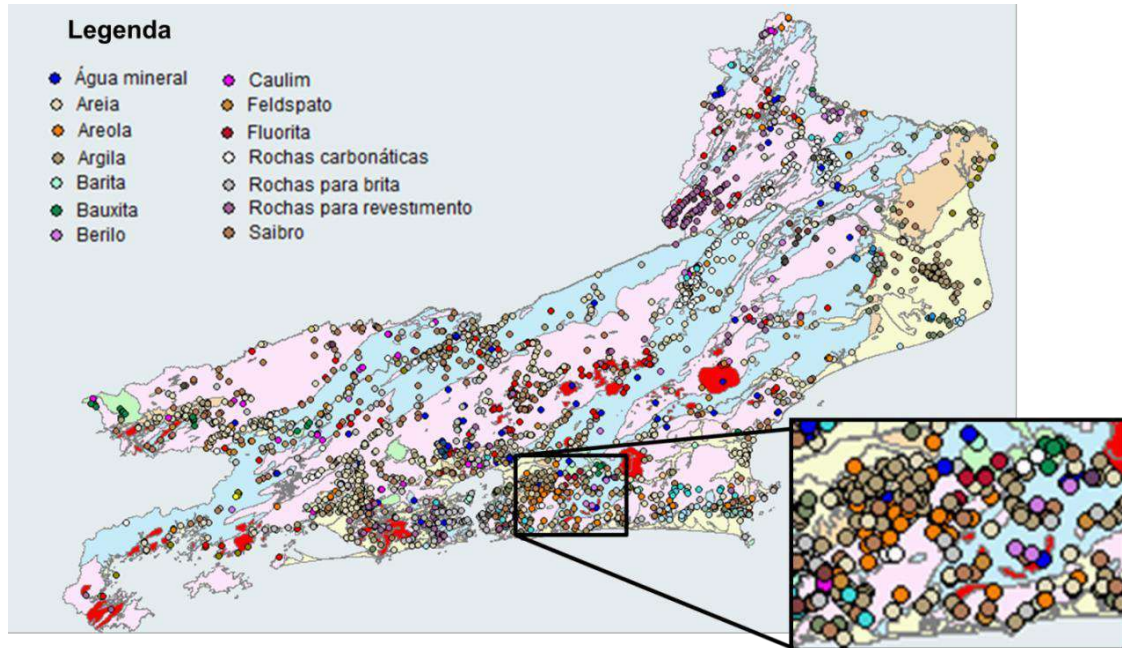 Legenda
Água mineral
Areia
Areola
Argila
Barita
Bauxita
Berilo
Caulim
Feldspato
Fluorita
Rochas carbonáticas
Rochas para brita
Rochas para revestimento
Saibro